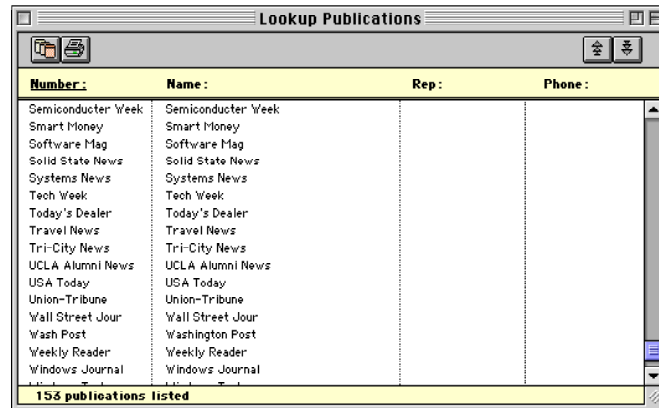 Lookup Publications
Number: Name: Rep: Phone:
Semiconducter Week Semiconducter Week
Smart Money Smart Money
Software Mag Software Mag
Solid State News Solid State News
Systems News Systems News
Tech Week Tech Week
Today's Dealer Today's Dealer
Travel News Travel News
Tri-City News Tri-City News
UCLA Alumni News UCLA Alumni News
USA Today USA Today
Union-Tribune Union-Tribune
Wall Street Jour Wall Street Journal
Wash Post Washington Post
Weekly Reader Weekly Reader
Windows Journal Windows Journal
153 publications listed